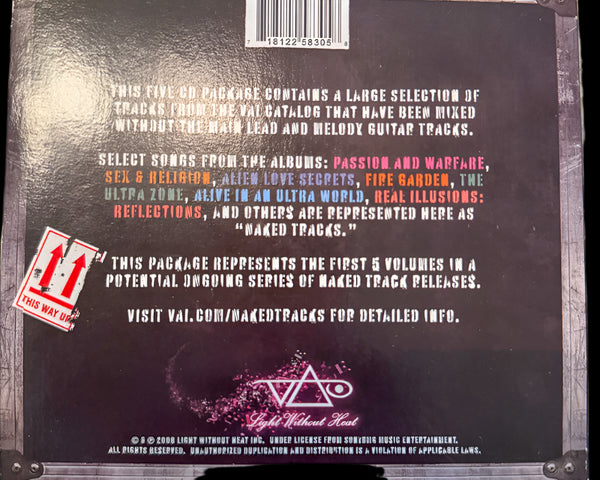 7 18122 58305 8
THIS FIVE CD PACKAGE CONTAINS A LARGE SELECTION OF
TRACKS FROM THE VAI CATALOG THAT HAVE BEEN MIXED
WITHOUT THE MAIN LEAD AND MELODY GUITAR TRACKS.
SELECT SONGS FROM THE ALBUMS: PASSION AND WARFARE,
SEX & RELIGION, ALIEN LOVE SECRETS, FIRE GARDEN, THE
ULTRA ZONE, ALIVE IN AN ULTRA WORLD, REAL ILLUSIONS:
REFLECTIONS, AND OTHERS ARE REPRESENTED HERE AS
“NAKED TRACKS.”
THIS PACKAGE REPRESENTS THE FIRST 5 VOLUMES IN A
POTENTIAL ONGOING SERIES OF NAKED TRACK RELEASES.
THIS WAY UP
VISIT VAI.COM/NAKEDTRACKS FOR DETAILED INFO.
VAI
Light Without Heat
© & ℗ 2008 LIGHT WITHOUT HEAT INC. UNDER LICENSE FROM SONYBMG MUSIC ENTERTAINMENT.
ALL RIGHTS RESERVED. UNAUTHORIZED DUPLICATION AND DISTRIBUTION IS A VIOLATION OF APPLICABLE LAWS.